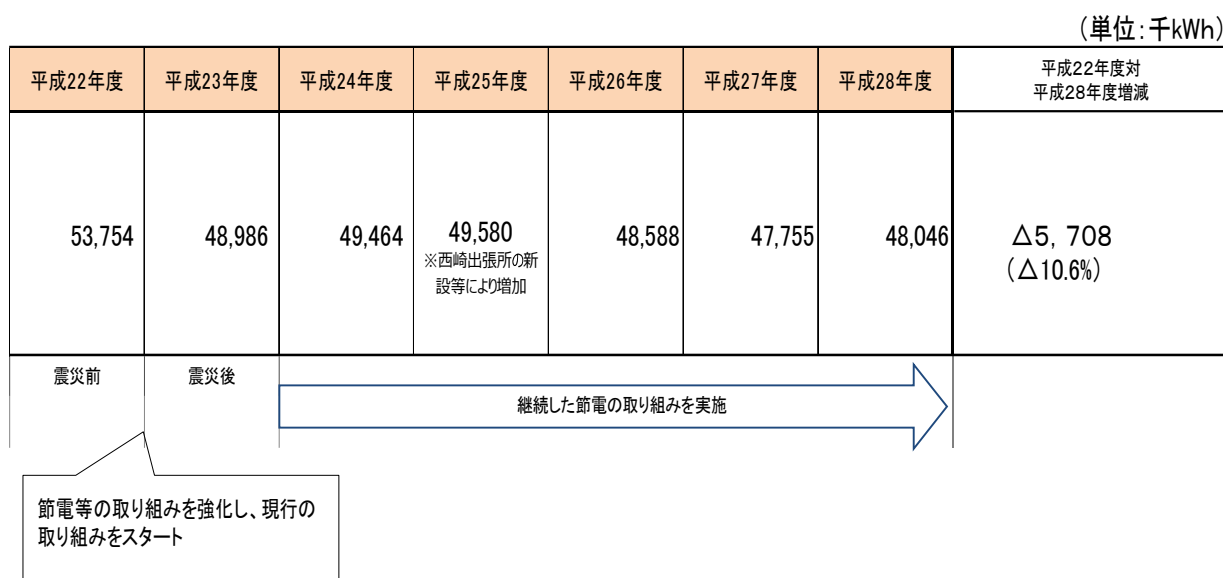 （単位：千kWh）
平成22年度 平成23年度 平成24年度 平成25年度 平成26年度 平成27年度 平成28年度 平成22年度対
平成28年度増減
53,754 48,986 49,464 49,580 48,588 47,755 48,046 △5，708
※西崎出張所の新
設等により増加
（△10.6%）
震災前 震災後
継続した節電の取り組みを実施
節電等の取り組みを強化し、現行の
取り組みをスタート